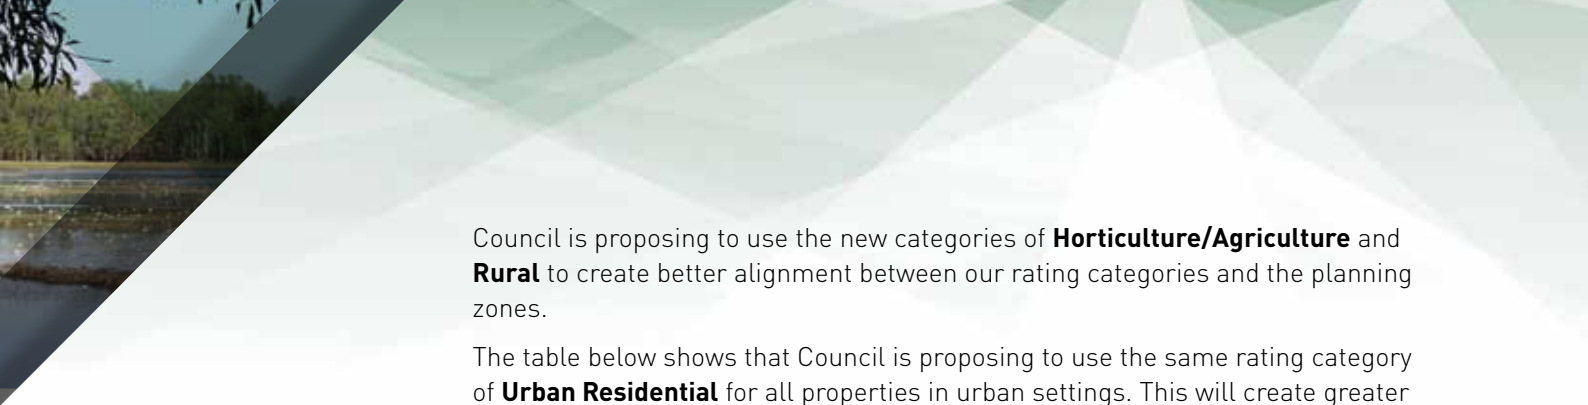 Council is proposing to use the new categories of Horticulture/Agriculture and
Rural to create better alignment between our rating categories and the planning
zones.
The table below shows that Council is proposing to use the same rating category
of Urban Residential for all properties in urban settings. This will create greater